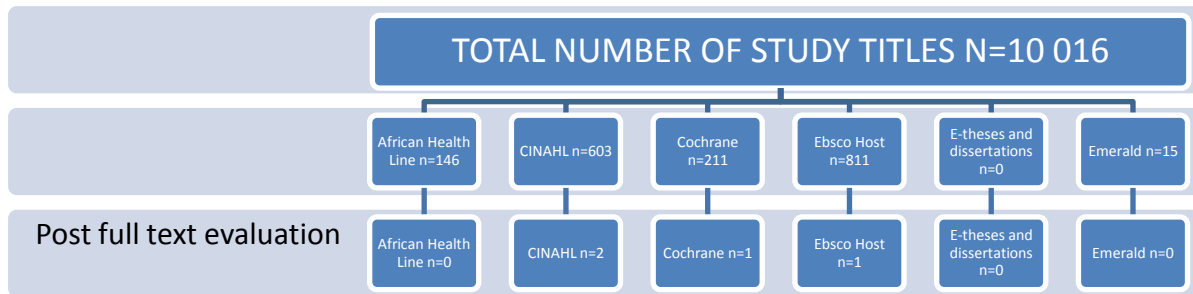 TOTAL NUMBER OF STUDY TITLES N=10 016
African Health
Line n=146
CINAHL n=603
Cochrane
n=211
Ebsco Host
n=811
E-theses and
dissertations
n=0
Emerald n=15
Post full text evaluation
African Health
Line n=0
CINAHL n=2
Cochrane n=1
Ebsco Host
n=1
E-theses and
dissertations
n=0
Emerald n=0